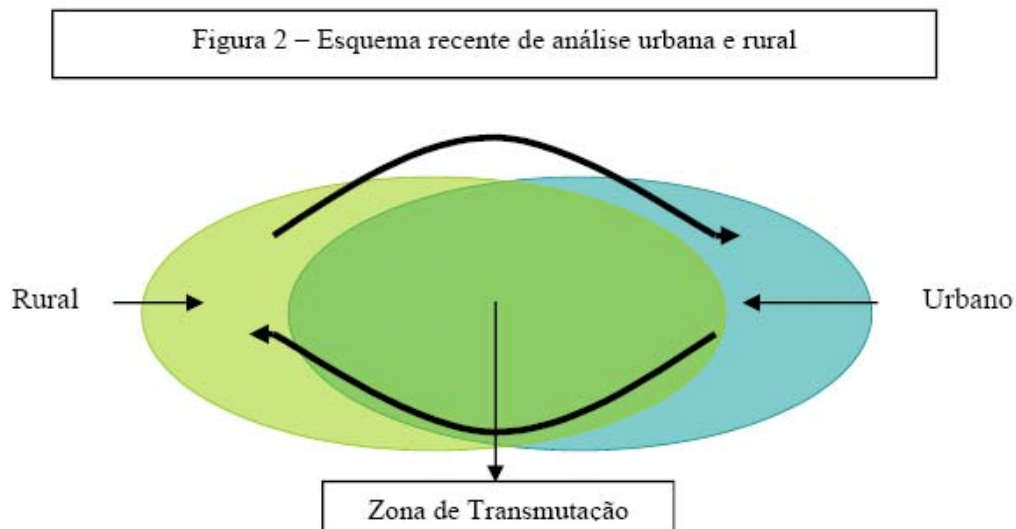 Figura 2 – Esquema recente de análise urbana e rural
Rural
Urbano
Zona de Transmutação